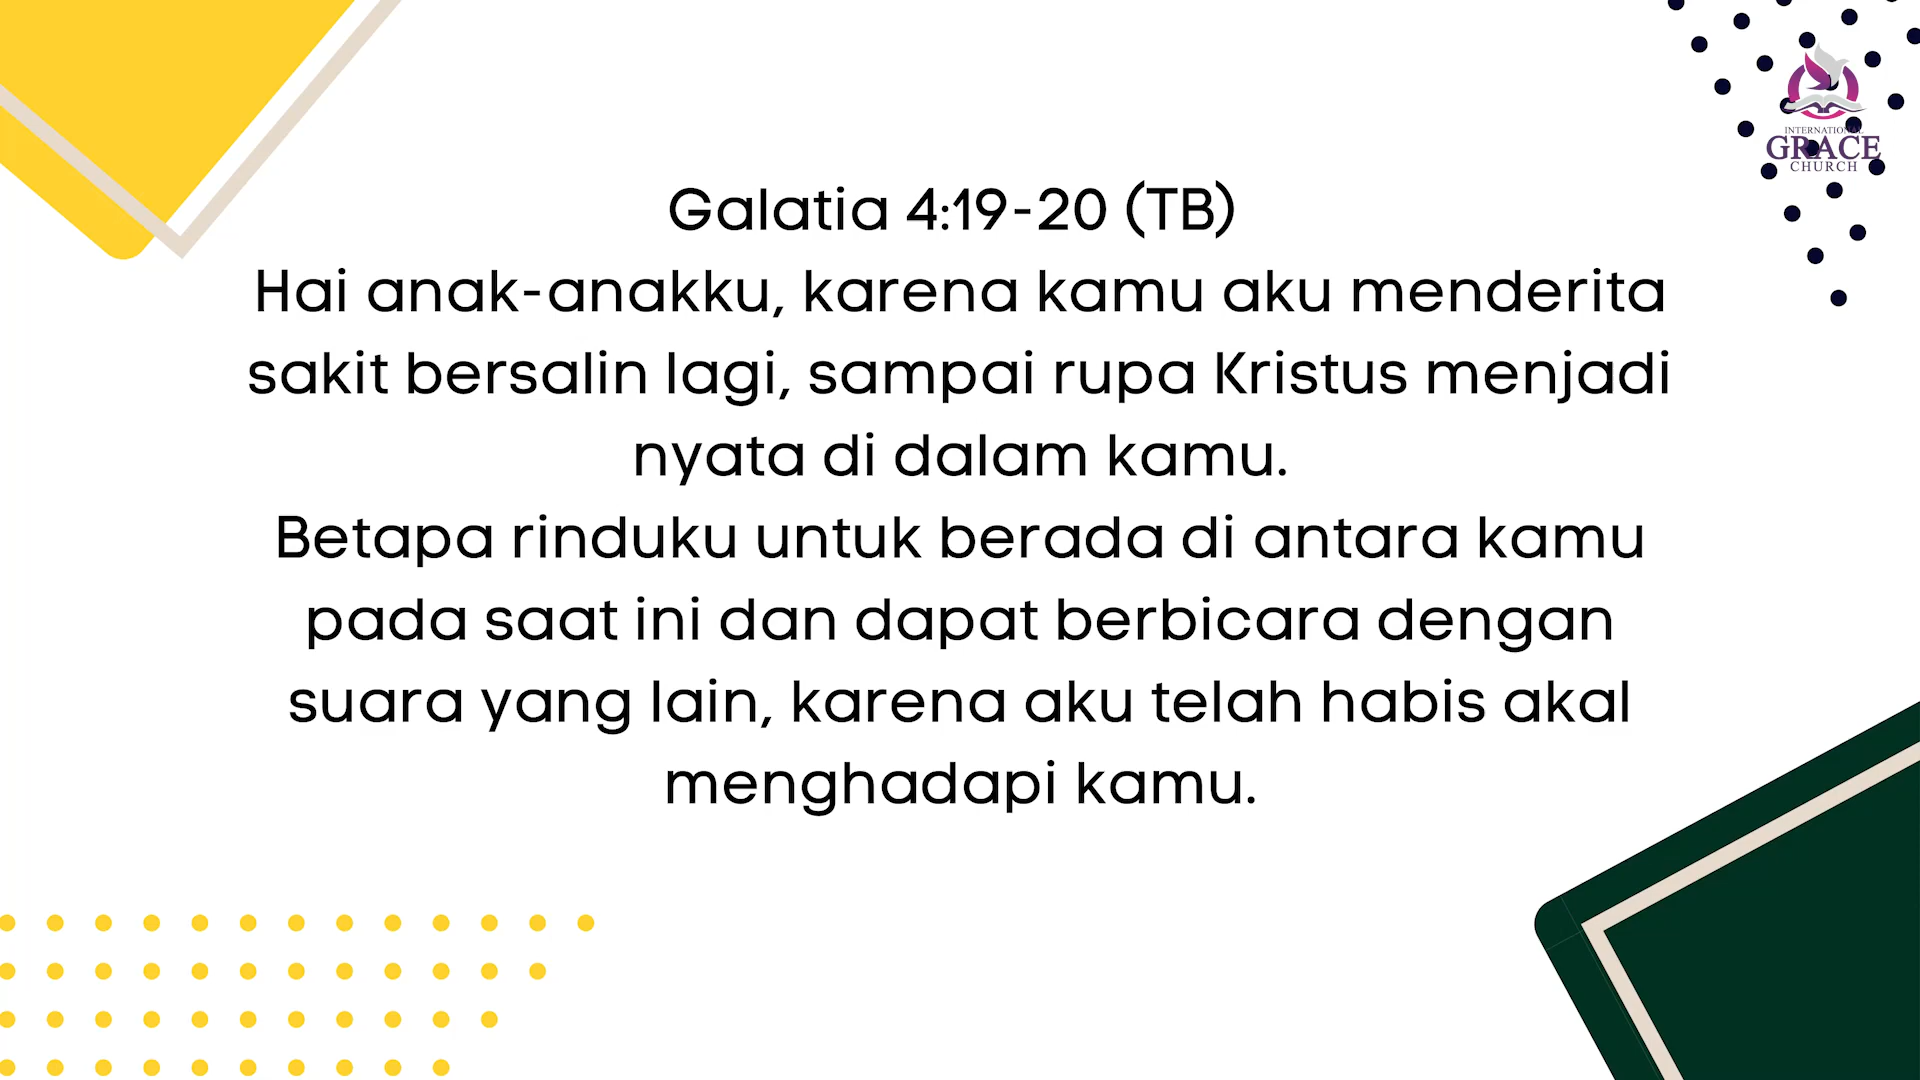 INTERNATIONAL
GRACE
CHURCH
Galatia 4:19-20 (TB)
Hai anak-anakku, karena kamu aku menderita
sakit bersalin lagi, sampai rupa Kristus menjadi
nyata di dalam kamu.
Betapa rinduku untuk berada di antara kamu
pada saat ini dan dapat berbicara dengan
suara yang lain, karena aku telah habis akal
menghadapi kamu.